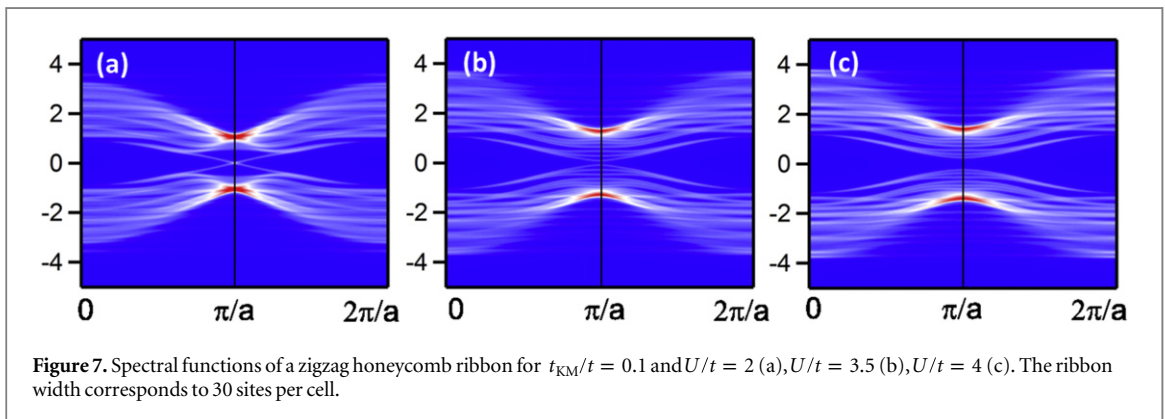 (a) (b) (c)
4 4 4
2 2 2
0 0 0
-2 -2 -2
-4 -4 -4
0 π/a 2π/a 0 π/a 2π/a 0 π/a 2π/a
Figure 7. Spectral functions of a zigzag honeycomb ribbon for t_KM/t = 0.1 and U/t = 2 (a), U/t = 3.5 (b), U/t = 4 (c). The ribbon
width corresponds to 30 sites per cell.